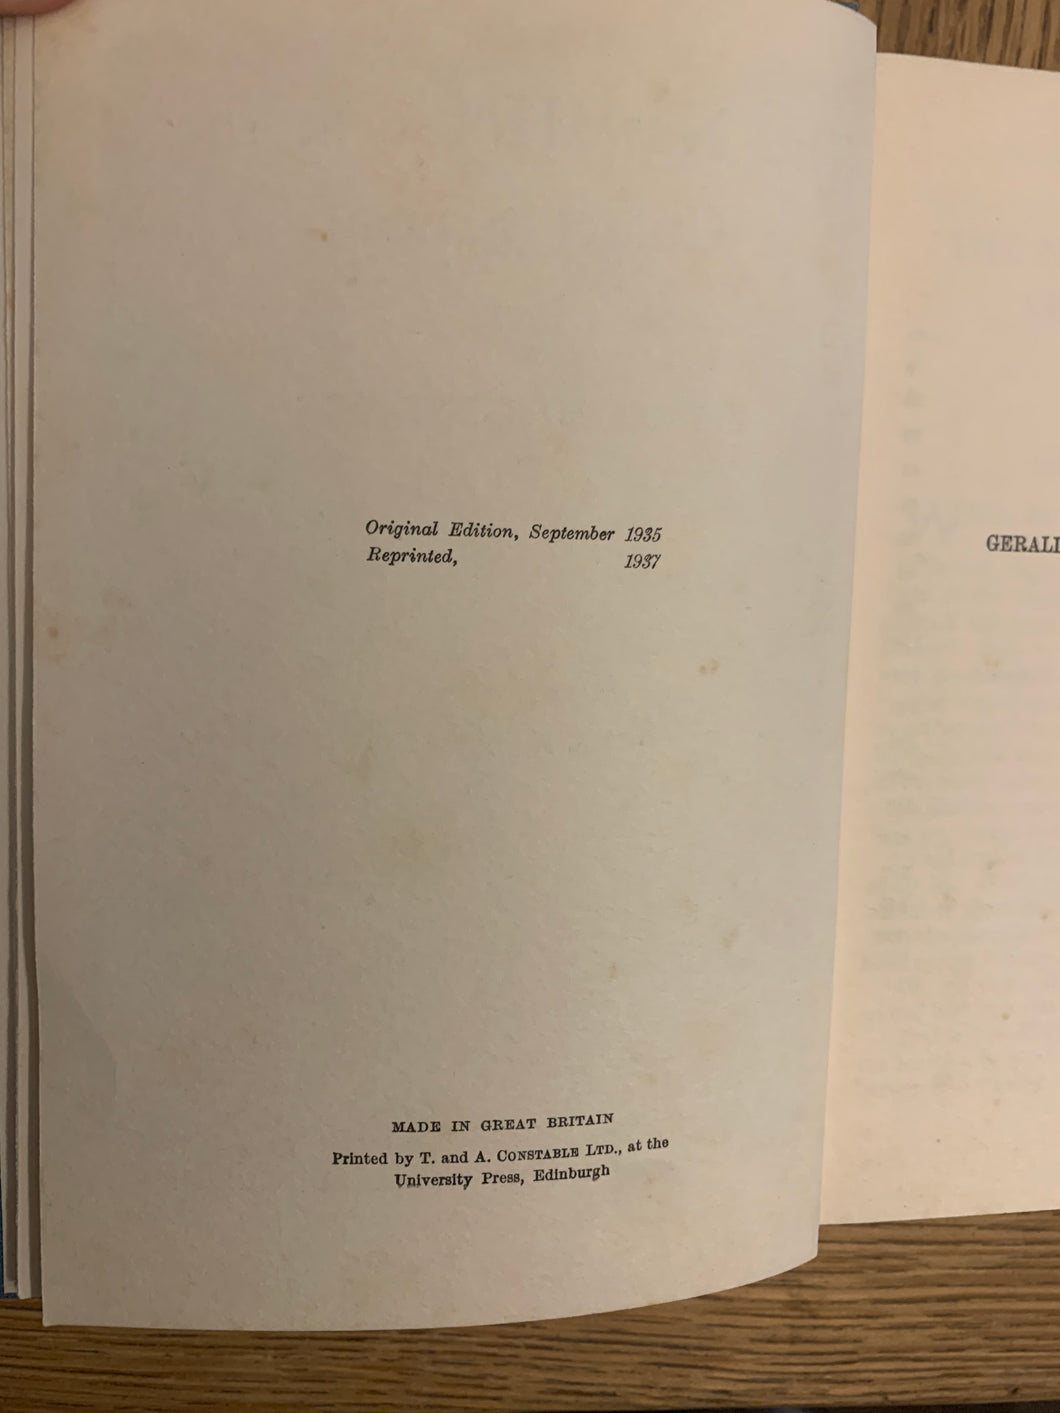 Original Edition, September 1935
Reprinted, 1937
GERALD
MADE IN GREAT BRITAIN
Printed by T. and A. CONSTABLE LTD., at the
University Press, Edinburgh